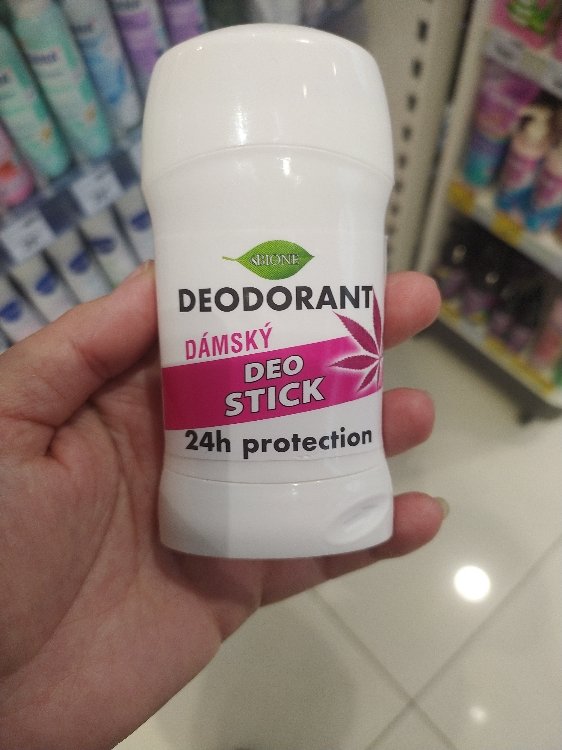 BIONE
DEODORANT
DÁMSKÝ
DEO
STICK
24h protection